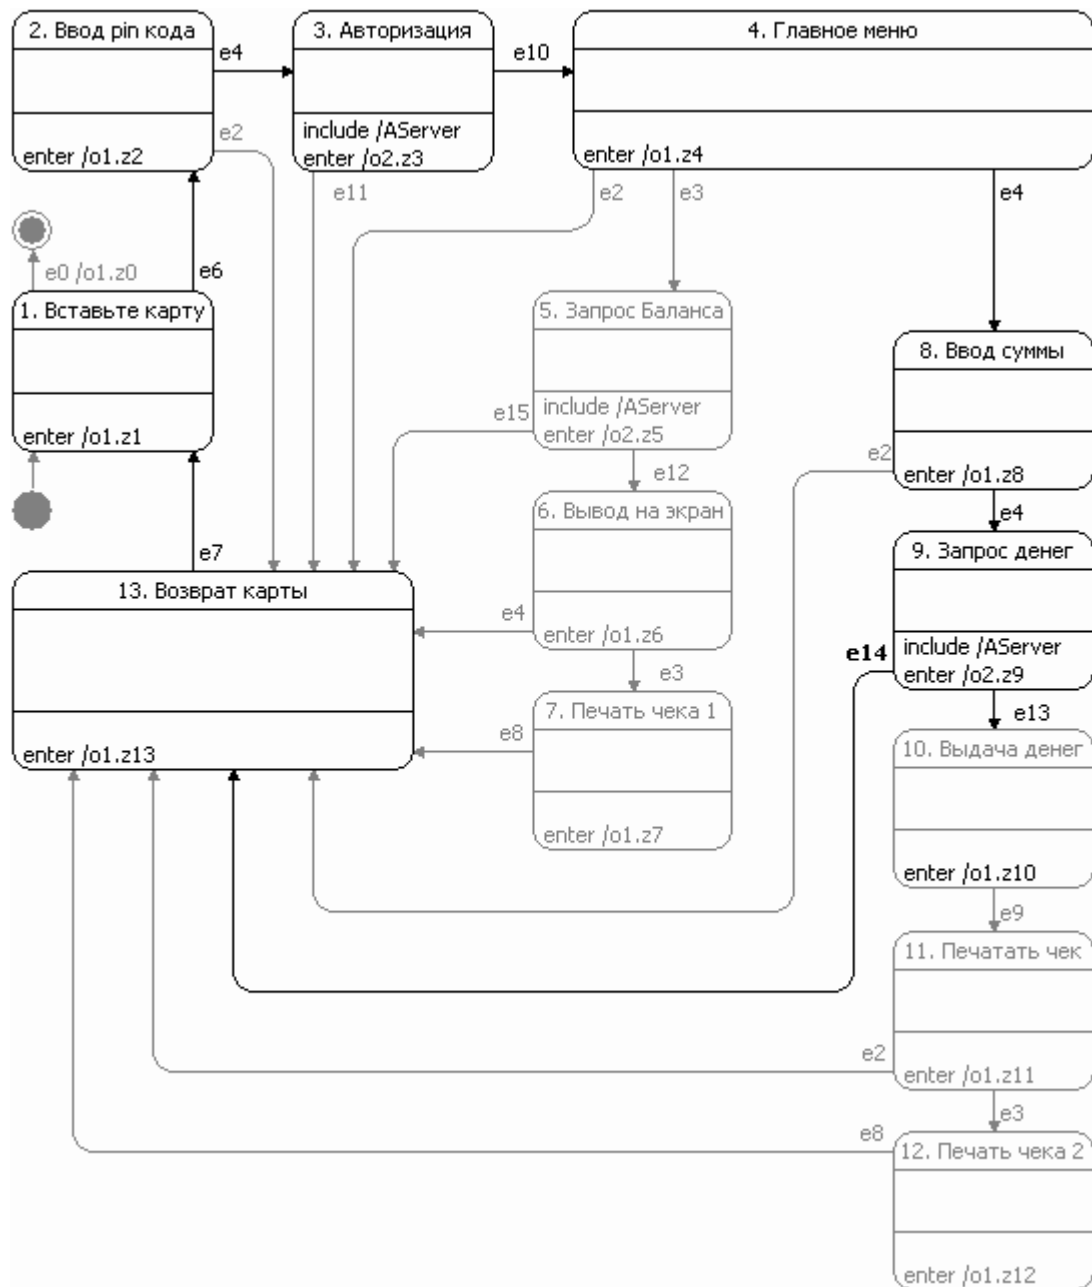 2. Ввод pin кода
enter /o1.z2
e4
3. Авторизация
include /AServer
enter /o2.z3
e10
4. Главное меню
enter /o1.z4
e2
e11
e2
e3
e4
e0 /o1.z0
e6
1. Вставьте карту
enter /o1.z1
5. Запрос Баланса
include /AServer
enter /o2.z5
e15
e12
8. Ввод суммы
enter /o1.z8
e2
e4
6. Вывод на экран
enter /o1.z6
e4
e3
9. Запрос денег
include /AServer
enter /o2.z9
e14
e13
e7
13. Возврат карты
enter /o1.z13
7. Печать чека 1
enter /o1.z7
e8
10. Выдача денег
enter /o1.z10
e9
11. Печатать чек
enter /o1.z11
e2
e3
e8
12. Печать чека 2
enter /o1.z12